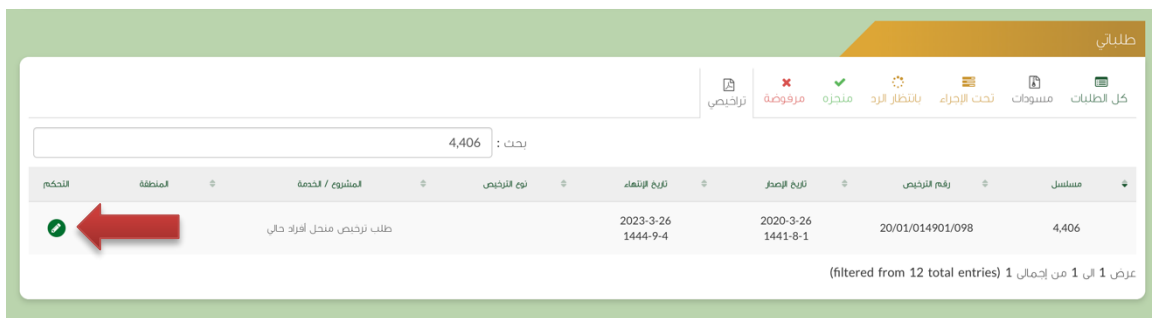 طلباتي
كل الطلبات مسودات تحت الإجراء بانتظار الرد منجزه مرفوضة تراخيصي
بحث : 4,406
مسلسل رقم الترخيص تاريخ الإصدار تاريخ الإنتهاء نوع الترخيص المشروع / الخدمة المنطقة التحكم
4,406 20/01/014901/098 2020-3-26 2023-3-26 طلب ترخيص منحل أفراد حالي
1441-8-1 1444-9-4
عرض 1 الى 1 من إجمالى 1 (filtered from 12 total entries)